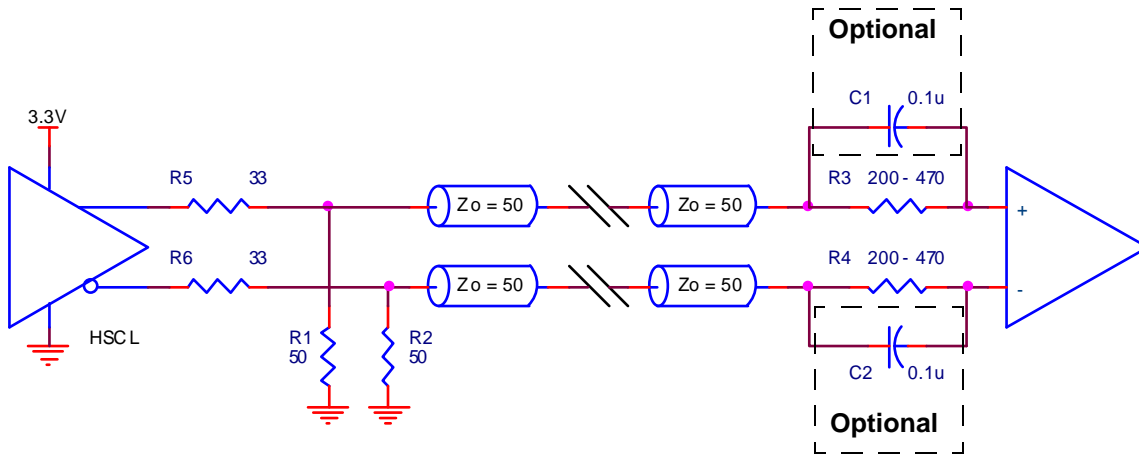 Optional
C1 0.1u
3.3V
R5 33
R3 200 - 470
Zo = 50
Zo = 50
+
R6 33
R4 200 - 470
Zo = 50
Zo = 50
-
HSCL
R1
50
R2
50
C2 0.1u
Optional